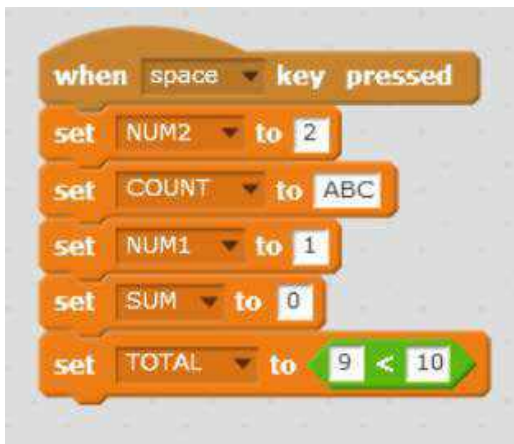 when space key pressed
set NUM2 to 2
set COUNT to ABC
set NUM1 to 1
set SUM to 0
set TOTAL to 9 < 10